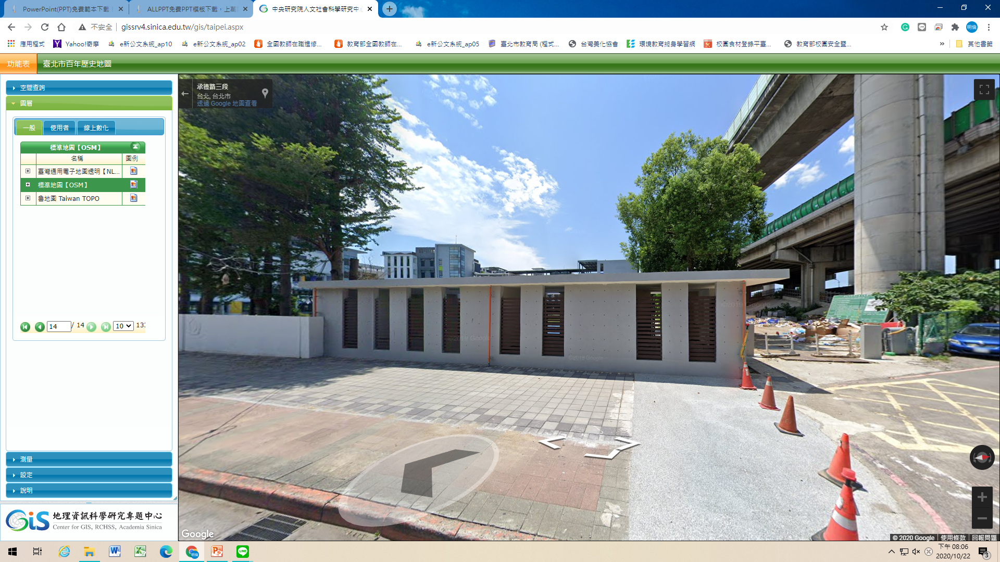 PowerPoint(PPT)免費範本下載
ALLPPT免費PPT模板下載，上萬
中央研究院人文社會科學研究中心
不安全
gissrv4.sinica.edu.tw/gis/taipei.aspx
明倫
應用程式
Yahoo!奇摩
e新公文系統_ap10
e新公文系統_ap02
全國教師在職進修...
教育部全國教師在...
e新公文系統_ap05
臺北市教育局 (程式...
台灣美化協會
環境教育終身學習網
校園食材登錄平臺...
教育部校園安全暨...
»
其他書籤
功能表
臺北市百年歷史地圖
空間查詢
圖層
一般
使用者
線上數化
標準地圖【OSM】
名稱
圖例
臺灣通用電子地圖透明【NL...
標準地圖【OSM】
魯地圖 Taiwan TOPO
14
/ 14
10
133
測量
設定
說明
GiS
地理資訊科學研究專題中心
Center for GIS, RCHSS, Academia Sinica
承德路三段
台北, 台北市
透過 Google 地圖查看
©2019 Google
©2019 Google
Google
© 2020 Google
使用條款
回報問題
下午 08:06
2020/10/22
3